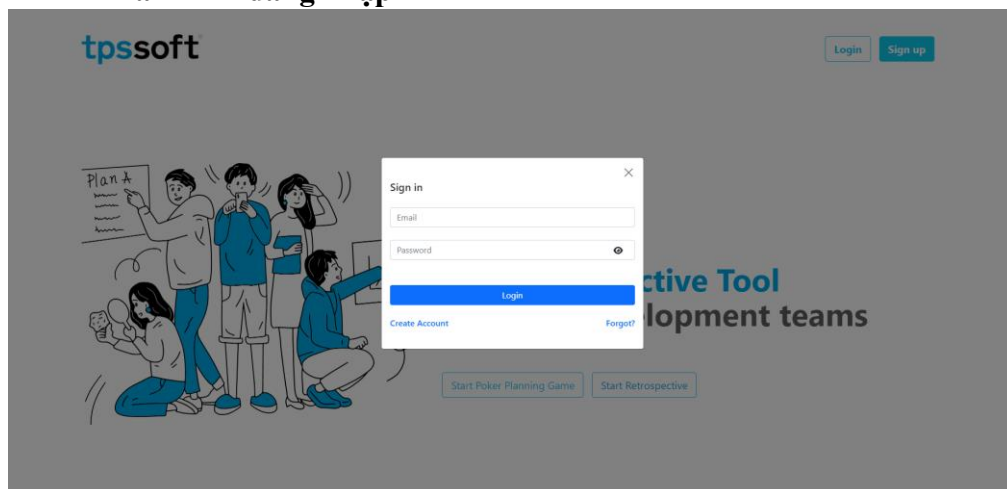 tpssoft
Login
Sign up
Plan A
Sign in
Email
Password
Login
Create Account
Forgot?
ctive Tool
lopment teams
Start Poker Planning Game
Start Retrospective